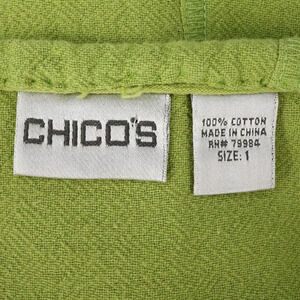 CHICO'S
100% COTTON
MADE IN CHINA
RN# 79984
SIZE: 1